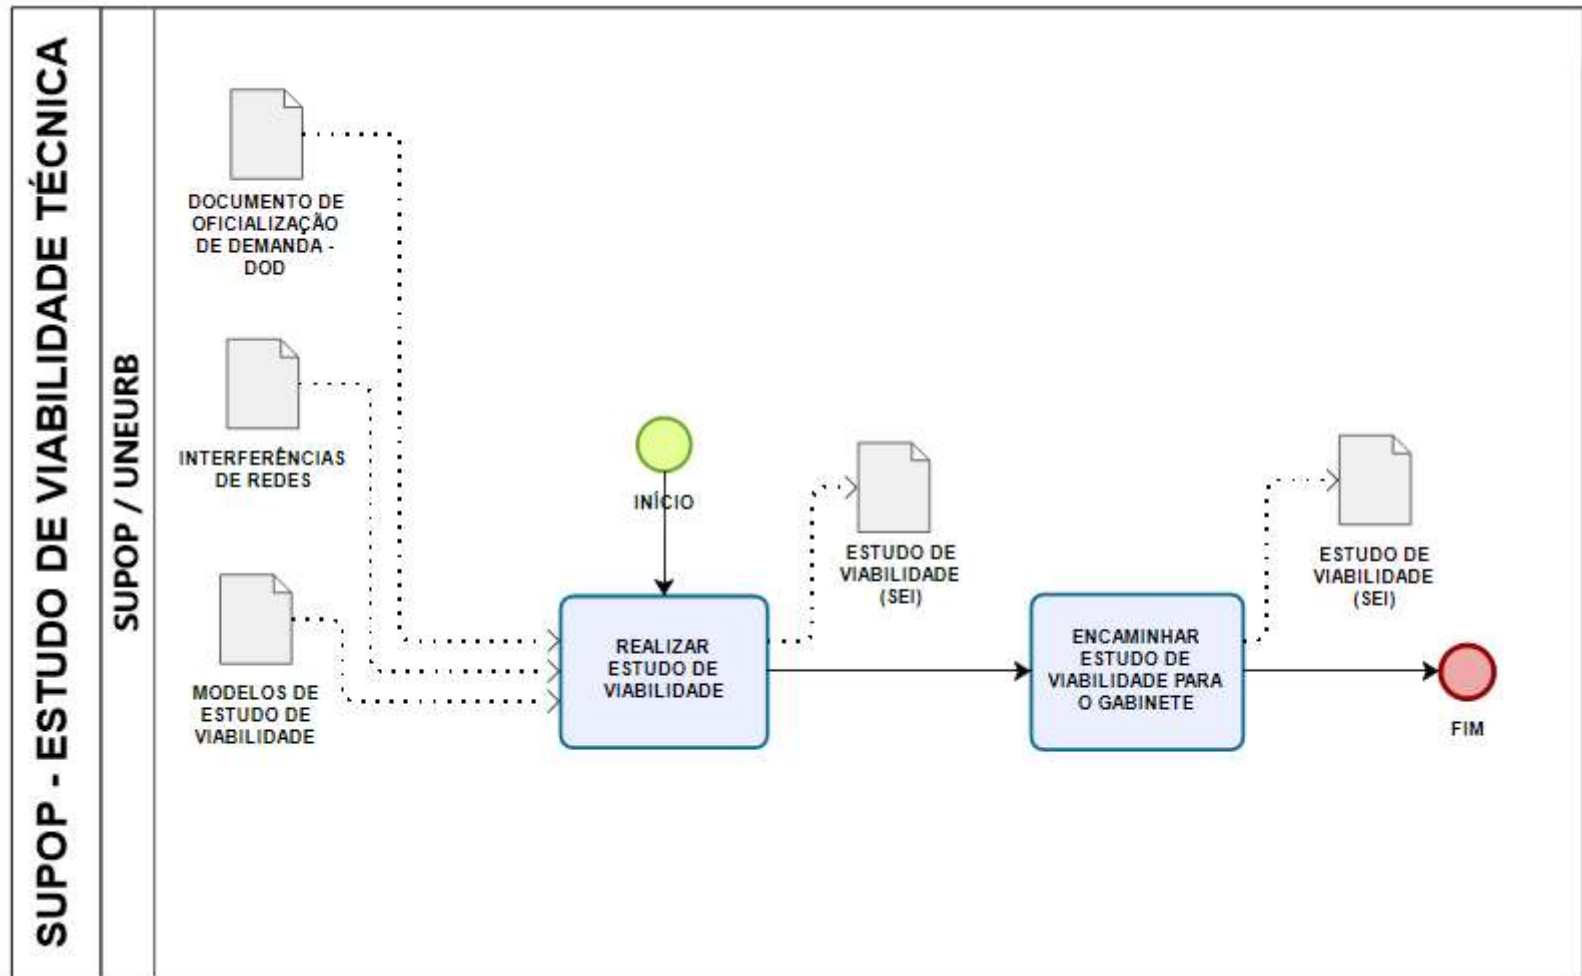 SUPOP - ESTUDO DE VIABILIDADE TÉCNICA
SUPOP / UNEURB
DOCUMENTO DE
OFICIALIZAÇÃO
DE DEMANDA -
DOD
INTERFERÊNCIAS
DE REDES
MODELOS DE
ESTUDO DE
VIABILIDADE
INÍCIO
REALIZAR
ESTUDO DE
VIABILIDADE
ESTUDO DE
VIABILIDADE
(SEI)
ENCAMINHAR
ESTUDO DE
VIABILIDADE PARA
O GABINETE
ESTUDO DE
VIABILIDADE
(SEI)
FIM